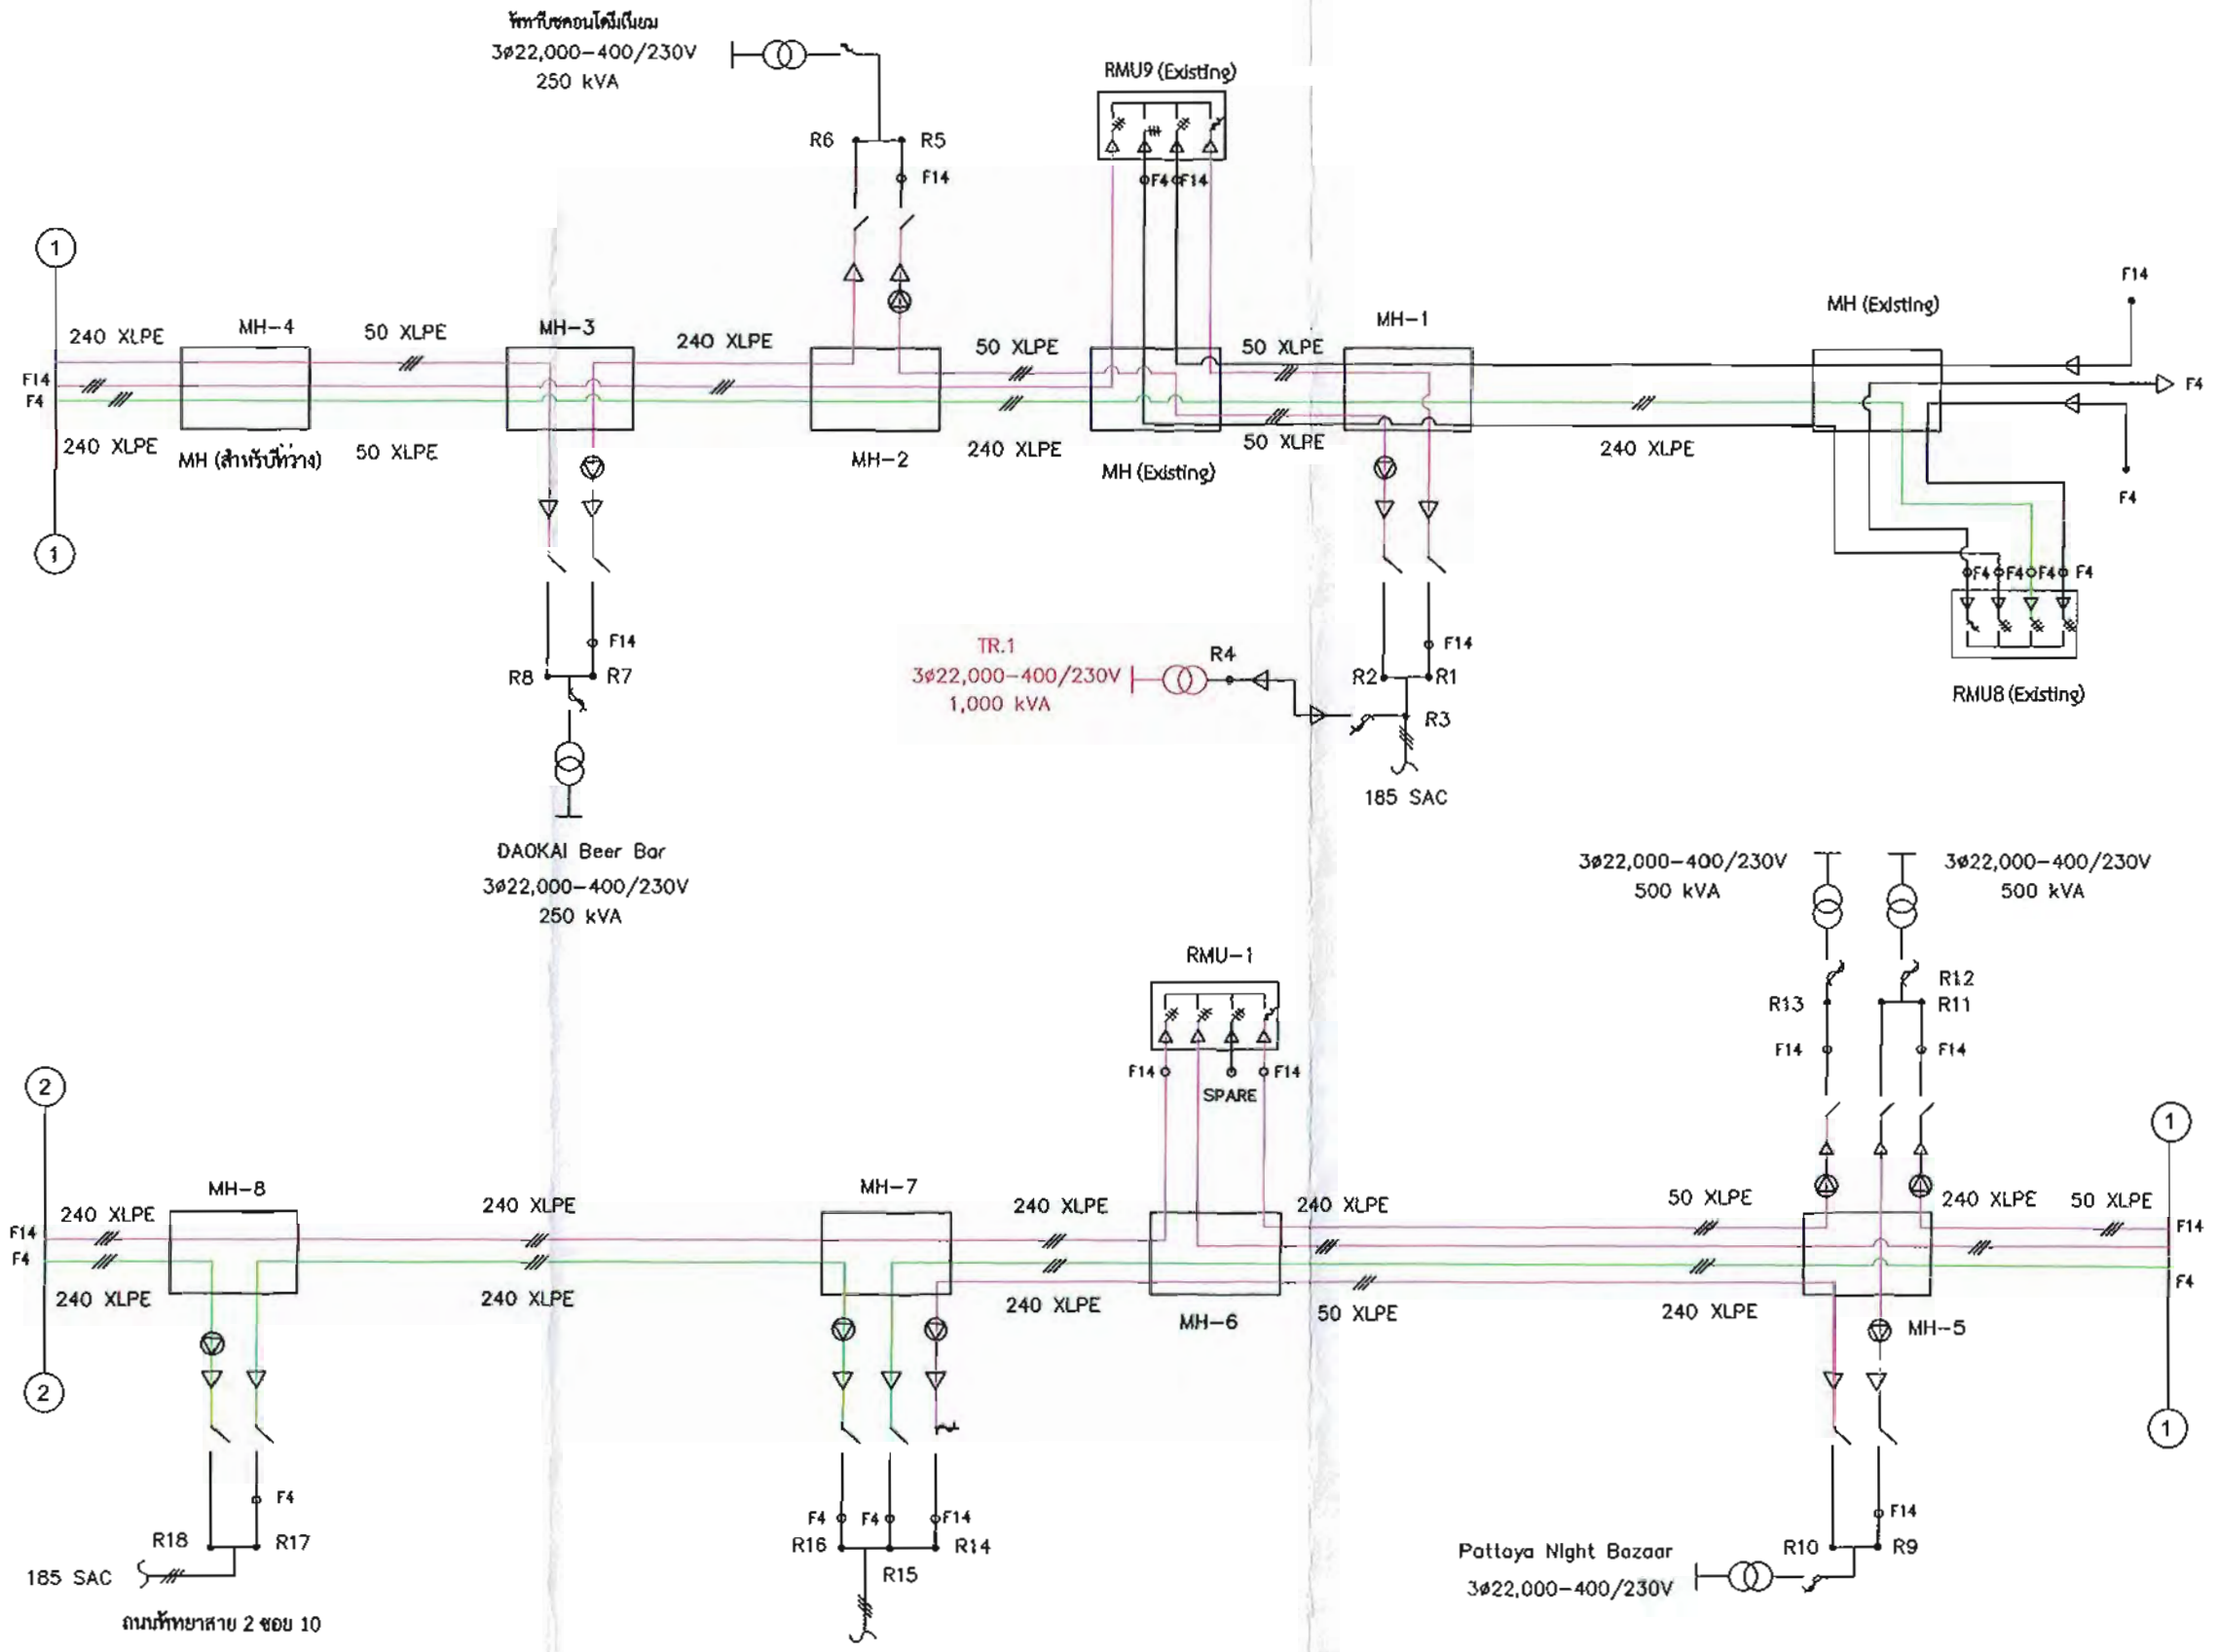 พัทยาบีชคอนโดมิเนียม
3ø22,000-400/230V
250 kVA
RMU9 (Existing)
R6
R5
F14
F4
F14
1
F14
MH (Existing)
240 XLPE
MH-4
50 XLPE
MH-3
240 XLPE
50 XLPE
50 XLPE
MH-1
F14
F4
F4
240 XLPE
MH (สำหรับที่ว่าง)
50 XLPE
MH-2
240 XLPE
MH (Existing)
50 XLPE
240 XLPE
F4
1
F4
F4
F4
F4
F14
R8
R7
TR.1
3ø22,000-400/230V
1,000 kVA
R4
F14
R2
R1
R3
RMU8 (Existing)
185 SAC
DAOKAI Beer Bar
3ø22,000-400/230V
250 kVA
3ø22,000-400/230V
500 kVA
3ø22,000-400/230V
500 kVA
RMU-1
R12
R13
R11
F14
F14
F14
F14
SPARE
2
1
MH-8
MH-7
240 XLPE
240 XLPE
240 XLPE
240 XLPE
50 XLPE
240 XLPE
50 XLPE
F14
F4
F14
F4
240 XLPE
240 XLPE
240 XLPE
MH-6
50 XLPE
240 XLPE
MH-5
2
1
F4
F4
F4
F14
F14
R18
R17
R16
R15
R14
R10
R9
185 SAC
Pattaya Night Bazaar
3ø22,000-400/230V
ถนนพัทยาสาย 2 ซอย 10